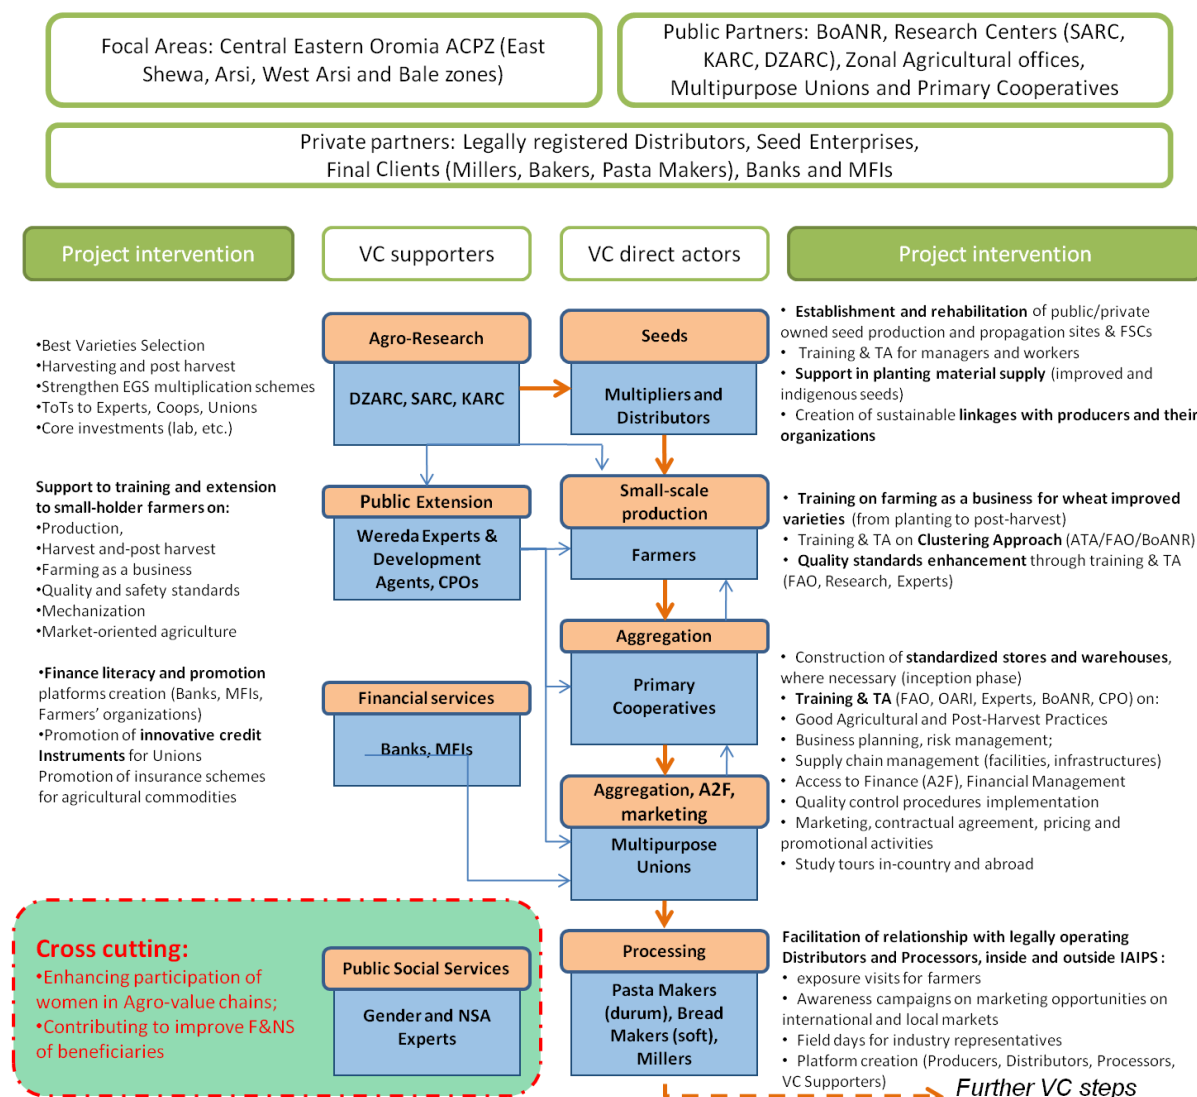 Focal Areas: Central Eastern Oromia ACPZ (East
Shewa, Arsi, West Arsi and Bale zones)
Public Partners: BoANR, Research Centers (SARC,
KARC, DZARC), Zonal Agricultural offices,
Multipurpose Unions and Primary Cooperatives
Private partners: Legally registered Distributors, Seed Enterprises,
Final Clients (Millers, Bakers, Pasta Makers), Banks and MFIs
Project intervention
VC supporters
VC direct actors
Project intervention
•Best Varieties Selection
•Harvesting and post harvest
•Strengthen EGS multiplication schemes
•ToTs to Experts, Coops, Unions
•Core investments (lab, etc.)
Agro-Research
DZARC, SARC, KARC
Seeds
Multipliers and
Distributors
• Establishment and rehabilitation of public/private
owned seed production and propagation sites & FSCs
• Training & TA for managers and workers
• Support in planting material supply (improved and
indigenous seeds)
• Creation of sustainable linkages with producers and their
organizations
Support to training and extension
to small-holder farmers on:
•Production,
•Harvest and-post harvest
•Farming as a business
•Quality and safety standards
•Mechanization
•Market-oriented agriculture
Public Extension
Wereda Experts &
Development
Agents, CPOs
Small-scale
production
Farmers
• Training on farming as a business for wheat improved
varieties (from planting to post-harvest)
• Training & TA on Clustering Approach (ATA/FAO/BoANR)
• Quality standards enhancement through training & TA
(FAO, Research, Experts)
•Finance literacy and promotion
platforms creation (Banks, MFIs,
Farmers' organizations)
•Promotion of innovative credit
Instruments for Unions
Promotion of insurance schemes
for agricultural commodities
Financial services
Banks, MFIs
Aggregation
Primary
Cooperatives
Aggregation, A2F,
marketing
Multipurpose
Unions
• Construction of standardized stores and warehouses,
where necessary (inception phase)
• Training & TA (FAO, OARI, Experts, BoANR, CPO) on:
• Good Agricultural and Post-Harvest Practices
• Business planning, risk management;
• Supply chain management (facilities, infrastructures)
• Access to Finance (A2F), Financial Management
• Quality control procedures implementation
• Marketing, contractual agreement, pricing and
promotional activities
• Study tours in-country and abroad
Cross cutting:
•Enhancing participation of
women in Agro-value chains;
•Contributing to improve F&NS
of beneficiaries
Public Social Services
Gender and NSA
Experts
Processing
Pasta Makers
(durum), Bread
Makers (soft),
Millers
Facilitation of relationship with legally operating
Distributors and Processors, inside and outside IAIPS :
• exposure visits for farmers
• Awareness campaigns on marketing opportunities on
international and local markets
• Field days for industry representatives
• Platform creation (Producers, Distributors, Processors,
VC Supporters)
Further VC steps